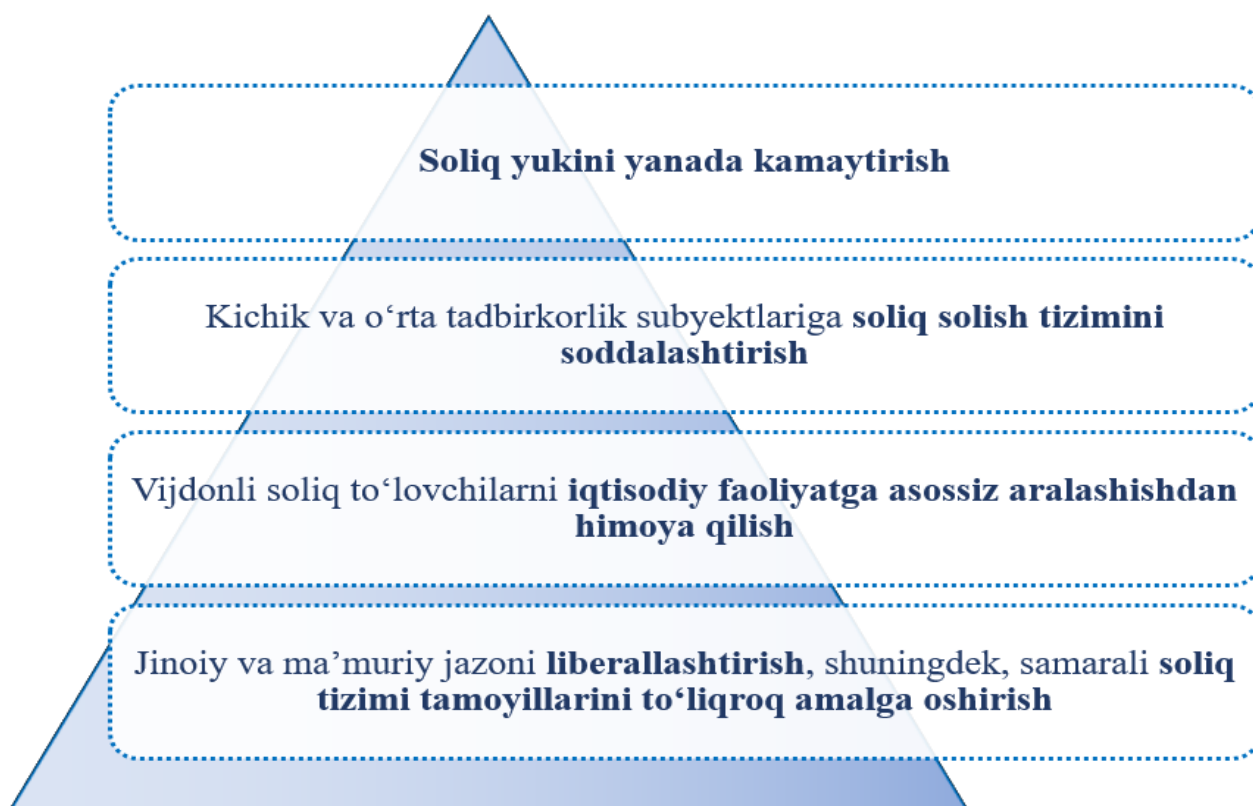 Soliq yukini yanada kamaytirish
Kichik va o‘rta tadbirkorlik subyektlariga soliq solish tizimini
soddalashtirish
Vijdonli soliq to‘lovchilarni iqtisodiy faoliyatga asossiz aralashishdan
himoya qilish
Jinoiy va ma’muriy jazoni liberallashtirish, shuningdek, samarali soliq
tizimi tamoyillarini to‘liqroq amalga oshirish